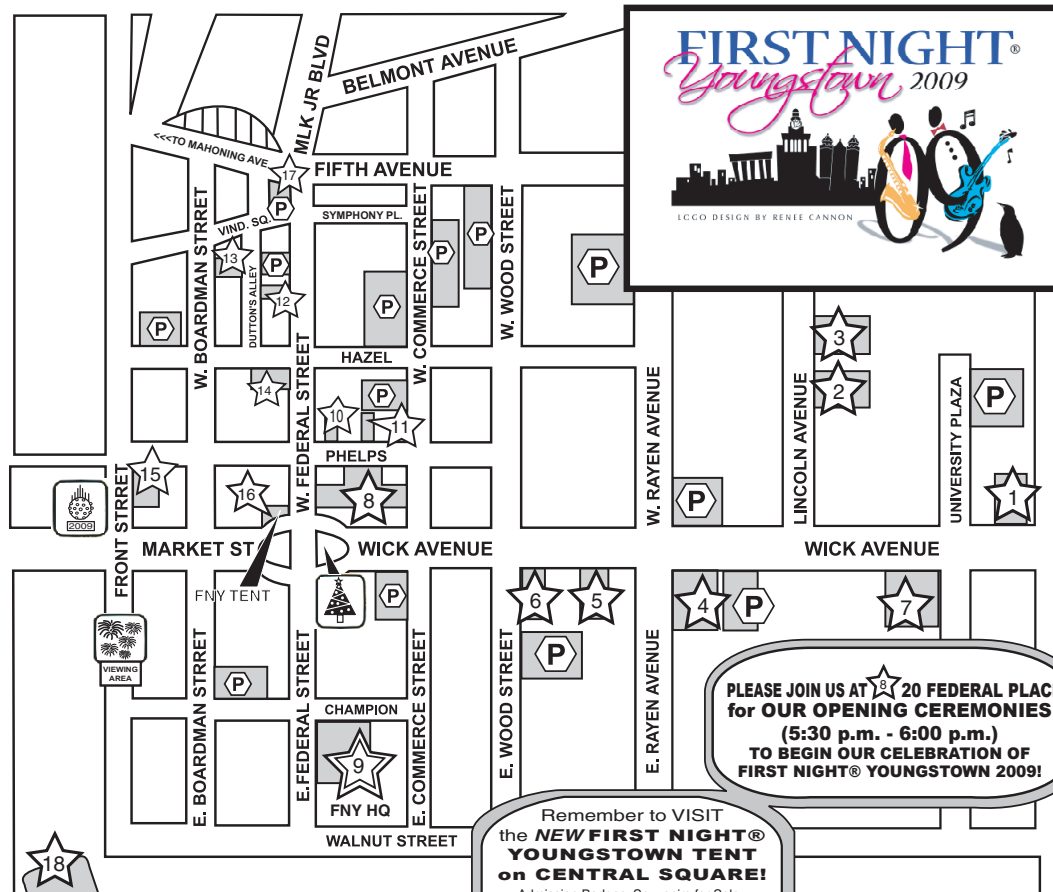 FIRST NIGHT®
Youngstown 2009
LCGO DESIGN BY RENEE CANNON
BELMONT AVENUE
MLK JR BLVD
<<<TO MAHONING AVE
17
FIFTH AVENUE
P
SYMPHONY PL.
VIND. SQ.
W. BOARDMAN STREET
W. COMMERCE STREET
W. WOOD STREET
P
P
P
13
P
DUTTON'S ALLEY
12
P
P
HAZEL
3
2
LINCOLN AVENUE
W. RAYEN AVENUE
UNIVERSITY PLAZA
P
W. FEDERAL STREET
14
P
10
11
PHELPS
15
16
8
P
1
2009
FRONT STRRET
MARKET ST
WICK AVENUE
WICK AVENUE
FNY TENT
P
6
5
4
P
7
VIEWING
AREA
P
P
E. BOARDMAN STRRET
E.FEDERAL STREET
E. COMMERCE STREET
E. WOOD STREET
E. RAYEN AVENUE
CHAMPION
9
FNY HQ
WALNUT STREET
18
PLEASE JOIN US AT 8 20 FEDERAL PLAC
for OUR OPENING CEREMONIES
(5:30 p.m. - 6:00 p.m.)
TO BEGIN OUR CELEBRATION OF
FIRST NIGHT® YOUNGSTOWN 2009!
Remember to VISIT
the NEW FIRST NIGHT®
YOUNGSTOWN TENT
on CENTRAL SQUARE!